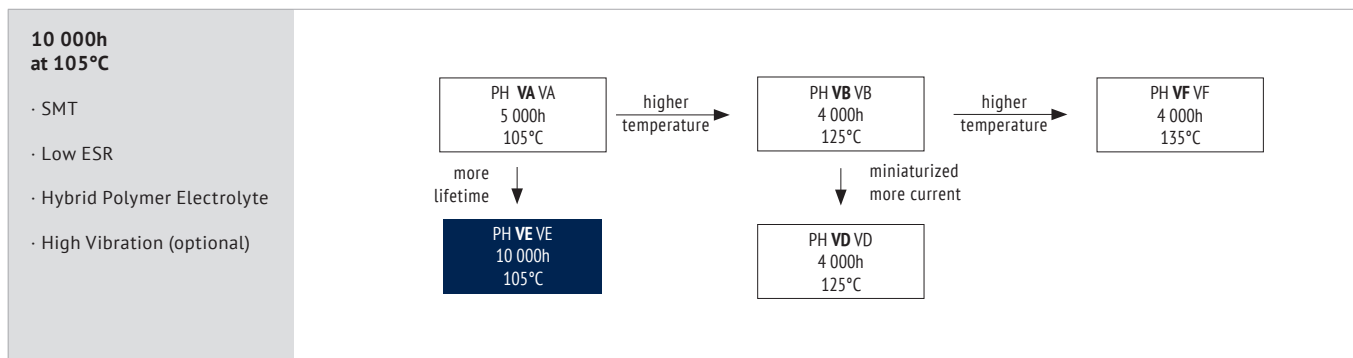 10 000h
at 105°C
· SMT
· Low ESR
· Hybrid Polymer Electrolyte
· High Vibration (optional)
PH VA VA
5 000h
105°C
higher
temperature
PH VB VB
4 000h
125°C
higher
temperature
PH VF VF
4 000h
135°C
more
lifetime
miniaturized
more current
PH VE VE
10 000h
105°C
PH VD VD
4 000h
125°C